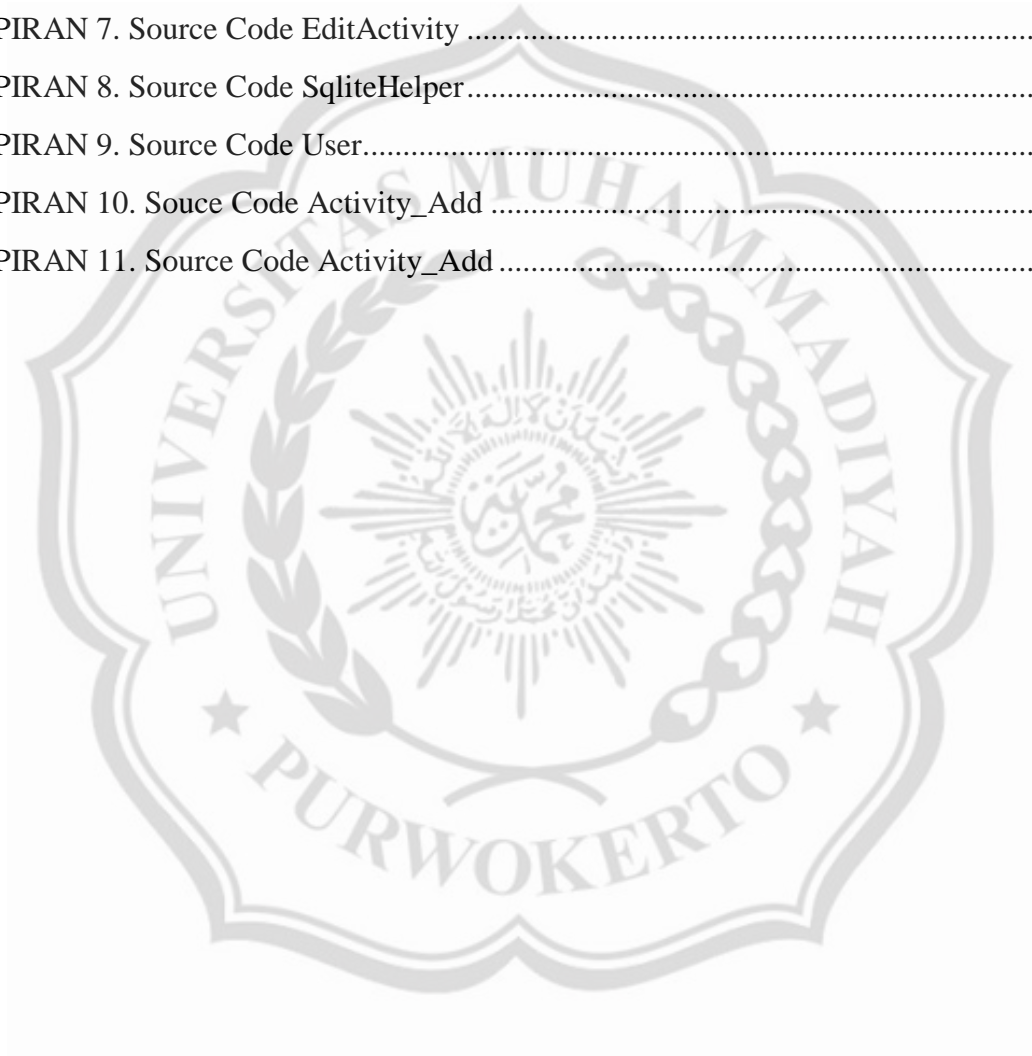 PIRAN 7. Source Code EditActivity ........................................................................
PIRAN 8. Source Code SqliteHelper........................................................................
PIRAN 9. Source Code User.....................................................................................
PIRAN 10. Souce Code Activity_Add .....................................................................
PIRAN 11. Source Code Activity_Add ....................................................................
UNIVERSITAS MUHAMMADIYAH
PURWOKERTO